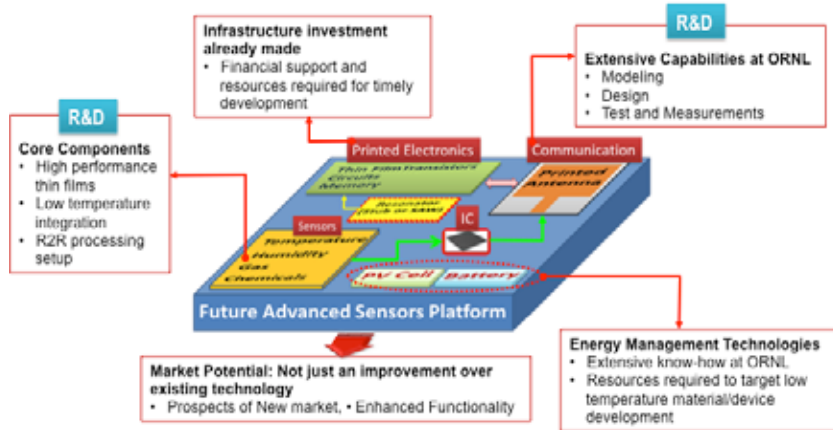 Infrastructure investment
already made
• Financial support and
resources required for timely
development
R&D
Extensive Capabilities at ORNL
• Modeling
• Design
• Test and Measurements
R&D
Core Components
• High performance
thin films
• Low temperature
integration
• R2R processing
setup
Printed Electronics
Communication
Thin Film Transistors
Circuits
Memory
Printed
Antenna
Resonator
(Stub or SAW)
Sensors
IC
Temperature
Humidity
Gas
Chemicals
PV Cell
Battery
Future Advanced Sensors Platform
Market Potential: Not just an improvement over
existing technology
• Prospects of New market, • Enhanced Functionality
Energy Management Technologies
• Extensive know-how at ORNL
• Resources required to target low
temperature material/device
development